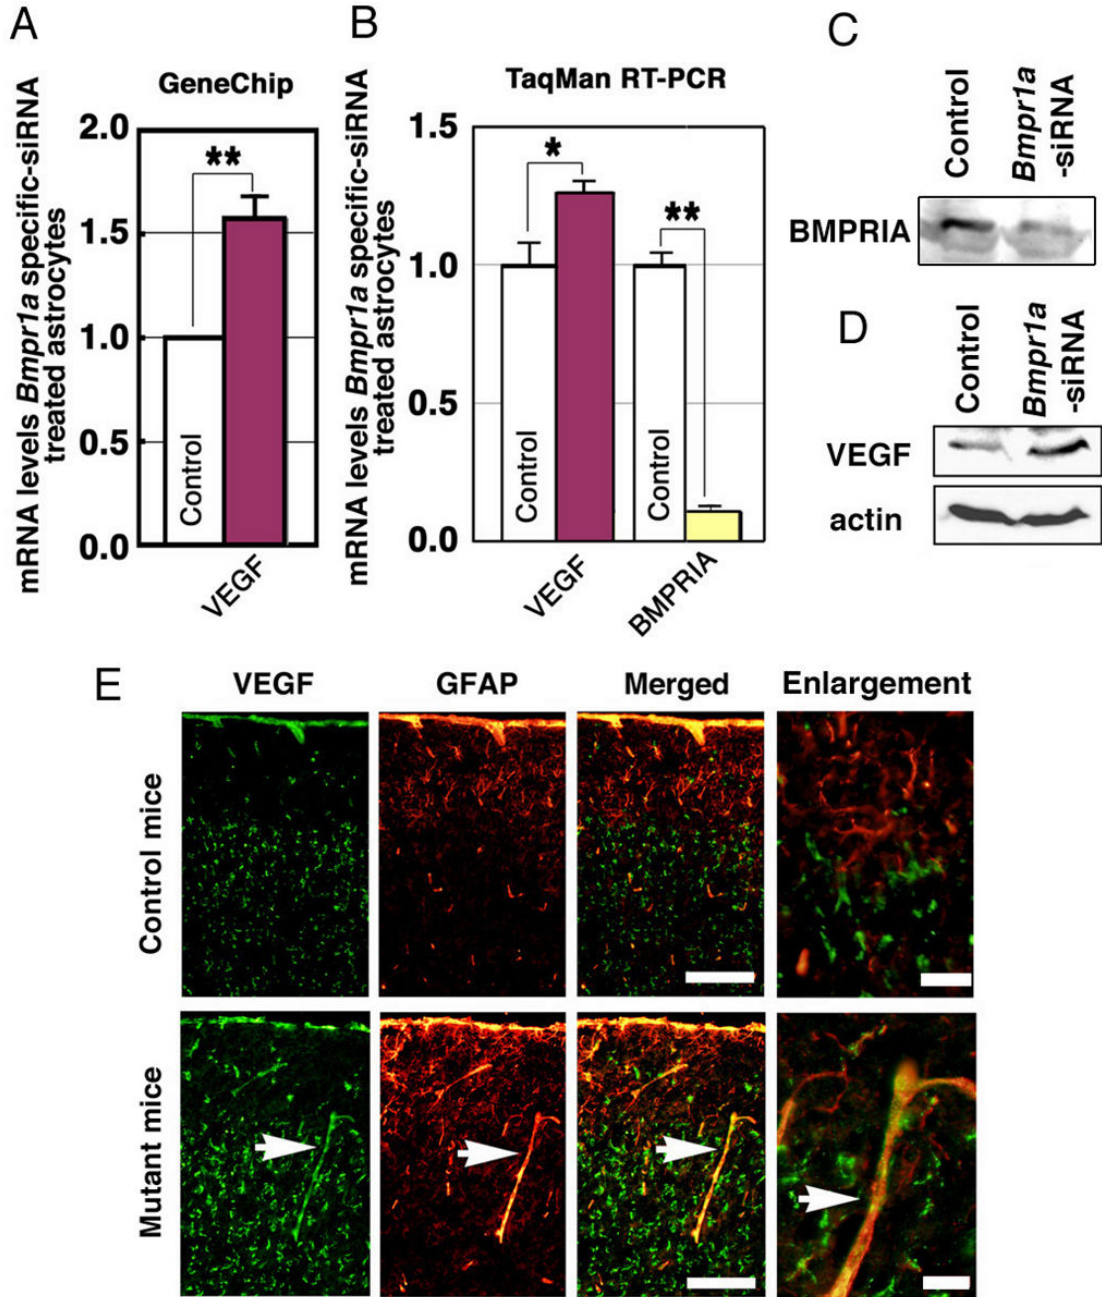 A
B
C
GeneChip
TaqMan RT-PCR
mRNA levels Bmpr1a specific-siRNA
treated astrocytes
2.0
1.5
1.0
0.5
0.0
**
Control
VEGF
mRNA levels Bmpr1a specific-siRNA
treated astrocytes
1.5
1.0
0.5
0.0
*
**
Control
Control
VEGF
BMPRIA
Control
Bmpr1a
-siRNA
BMPRIA
D
Control
Bmpr1a
-siRNA
VEGF
actin
E
VEGF
GFAP
Merged
Enlargement
Control mice
Mutant mice